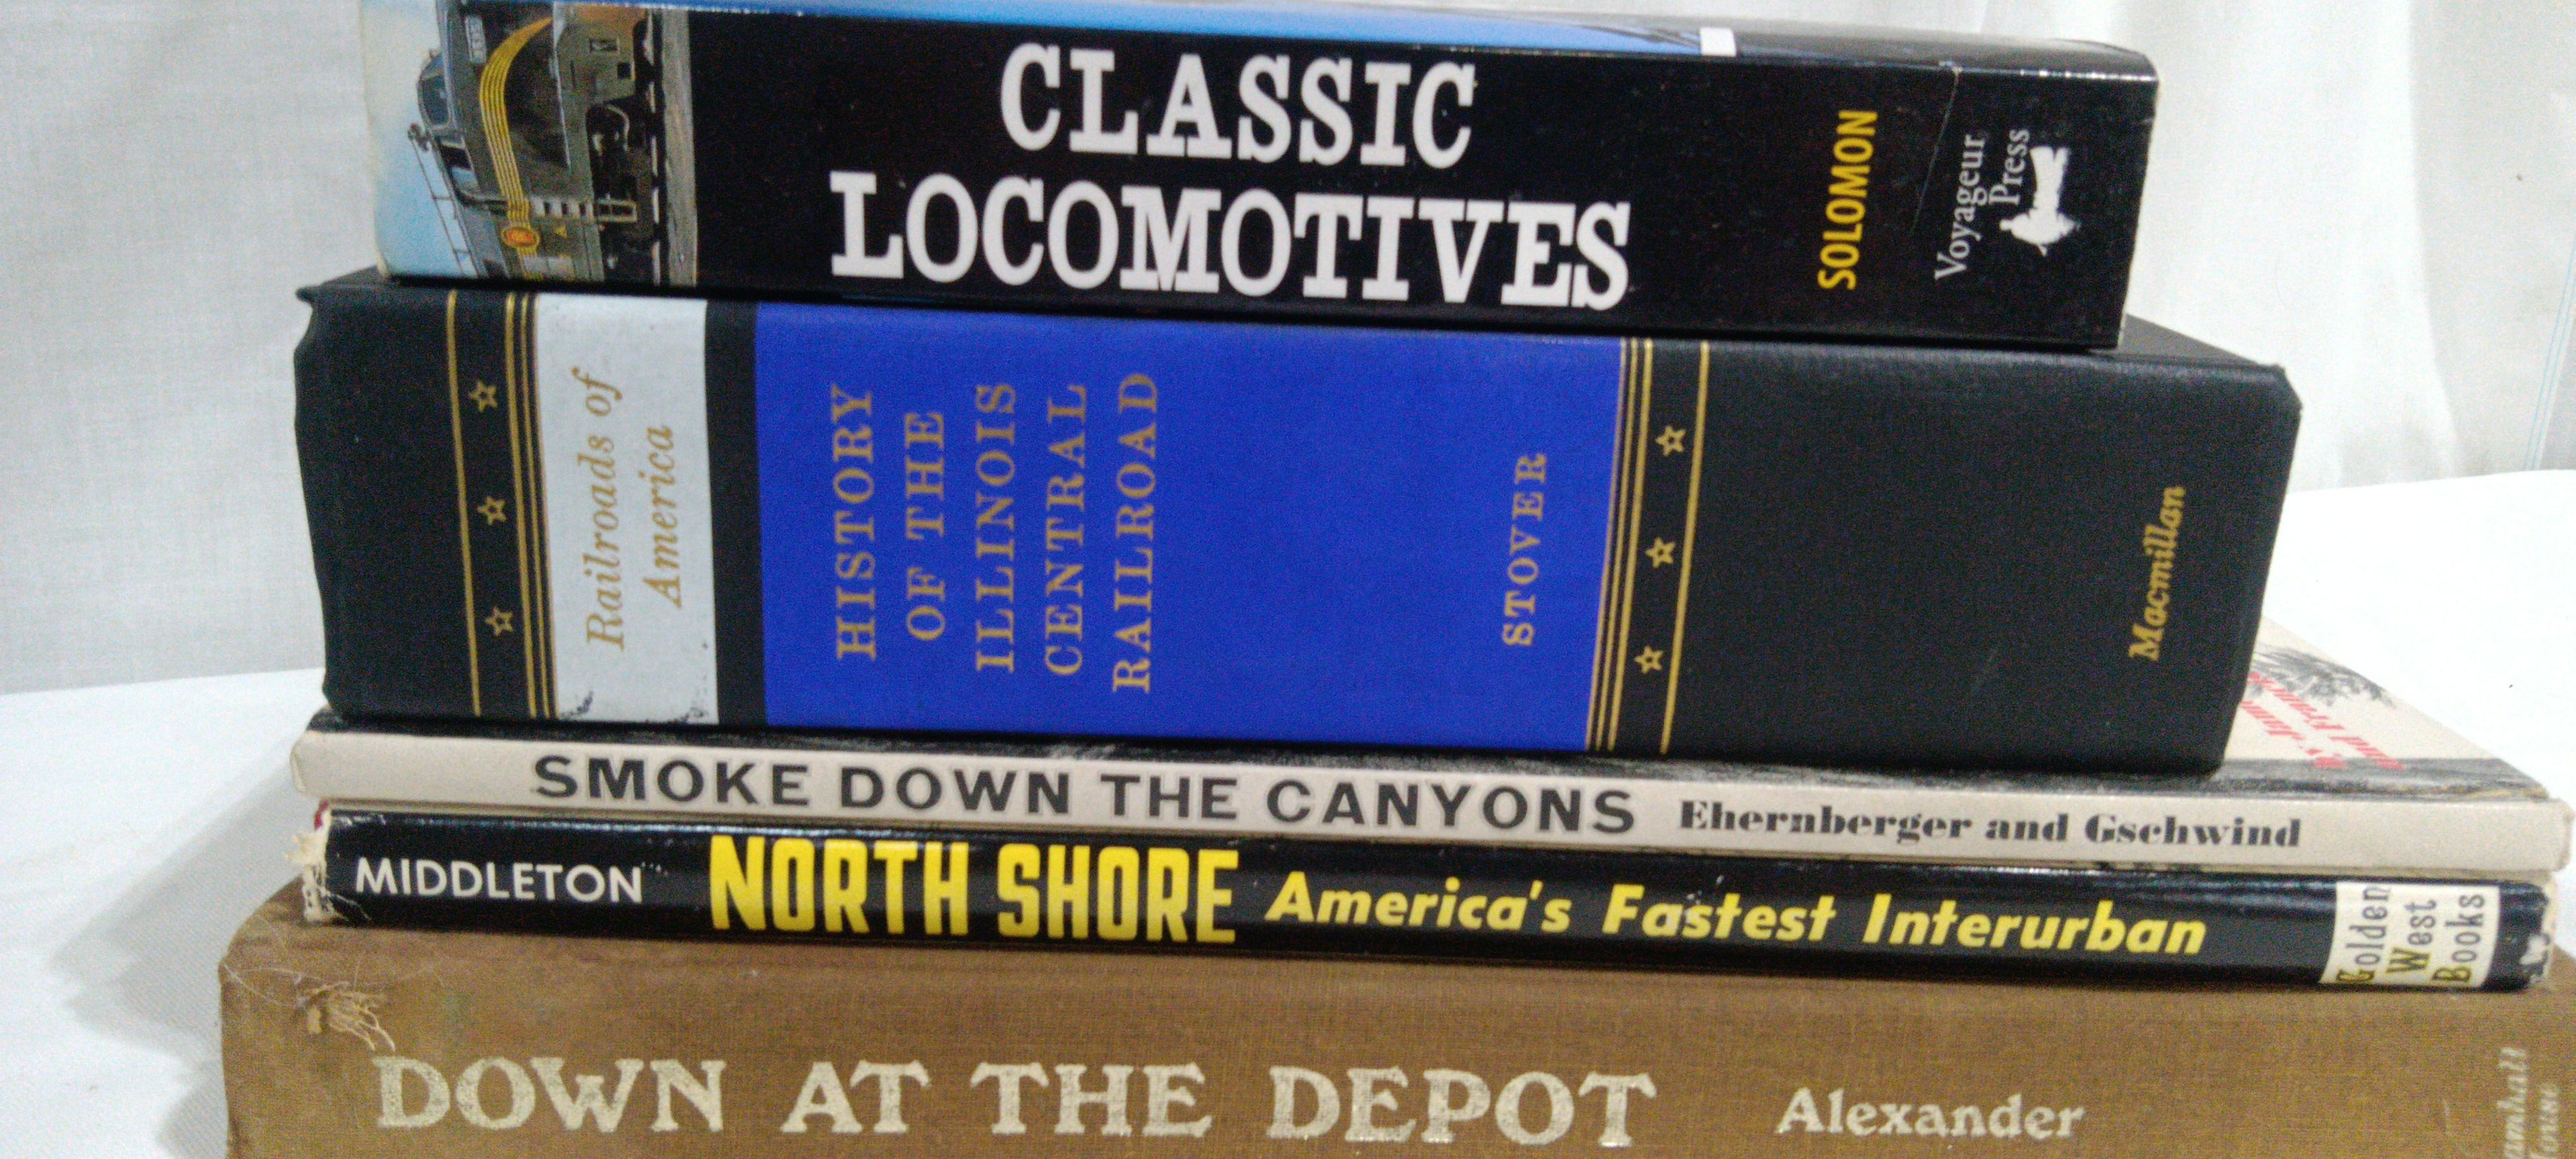 CLASSIC
LOCOMOTIVES
SOLOMON
Voyageur
Press
Railroads of
America
HISTORY
OF THE
ILLINOIS
CENTRAL
RAILROAD
STOVER
Macmillan
SMOKE DOWN THE CANYONS Ehernberger and Gschwind
MIDDLETON NORTH SHORE America's Fastest Interurban
Golden
West
Books
DOWN AT THE DEPOT Alexander